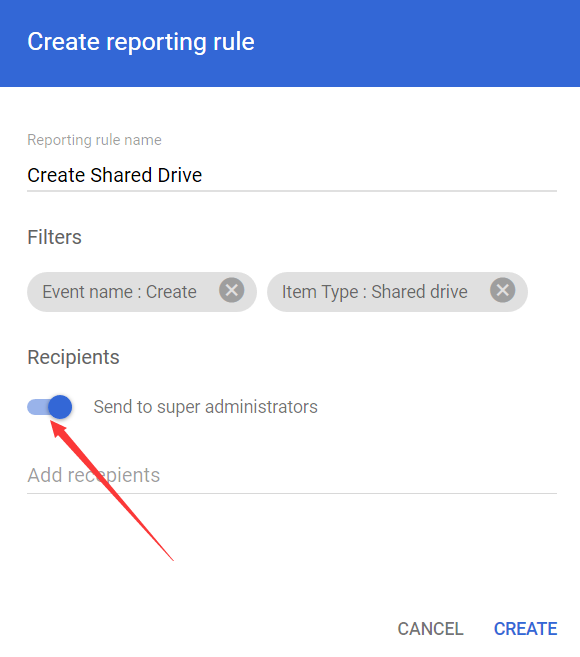 Create reporting rule
Reporting rule name
Create Shared Drive
Filters
Event name : Create
Item Type : Shared drive
Recipients
Send to super administrators
Add recepients
CANCEL CREATE